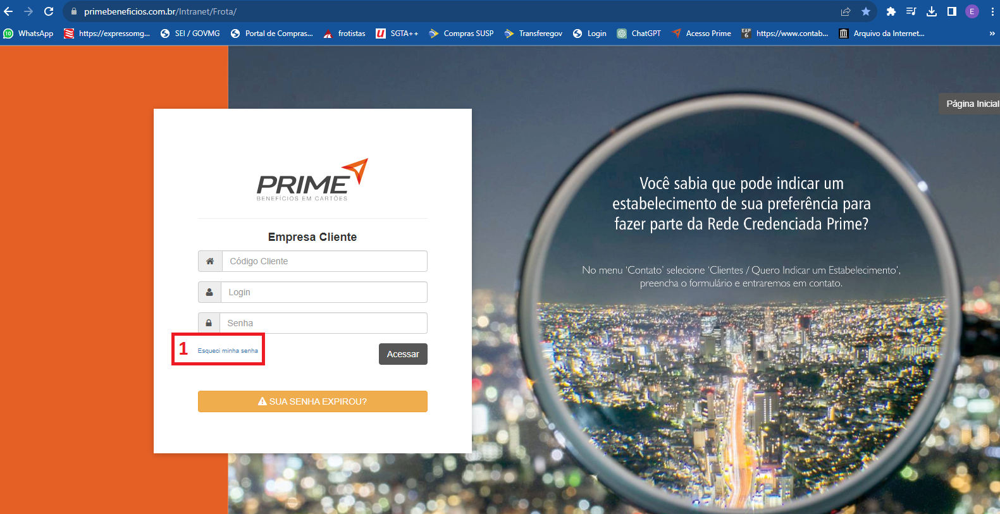 primebeneficios.com.br/Intranet/Frota/
E
10
WhatsApp
https://expressomg...
SEI / GOVMG
Portal de Compras...
frotistas
SGTA++
Compras SUSP
Transferegov
Login
ChatGPT
Acesso Prime
EAP
6
https://www.contab...
Arquivo da Internet...
»
Página Inicial
PRIME
BENEFÍCIOS EM CARTÕES
Empresa Cliente
Código Cliente
Login
Senha
1
Esqueci minha senha
Acessar
SUA SENHA EXPIROU?
Você sabia que pode indicar um
estabelecimento de sua preferência para
fazer parte da Rede Credenciada Prime?
No menu ‘Contato’ selecione ‘Clientes / Quero Indicar um Estabelecimento’,
preencha o formulário e entraremos em contato.